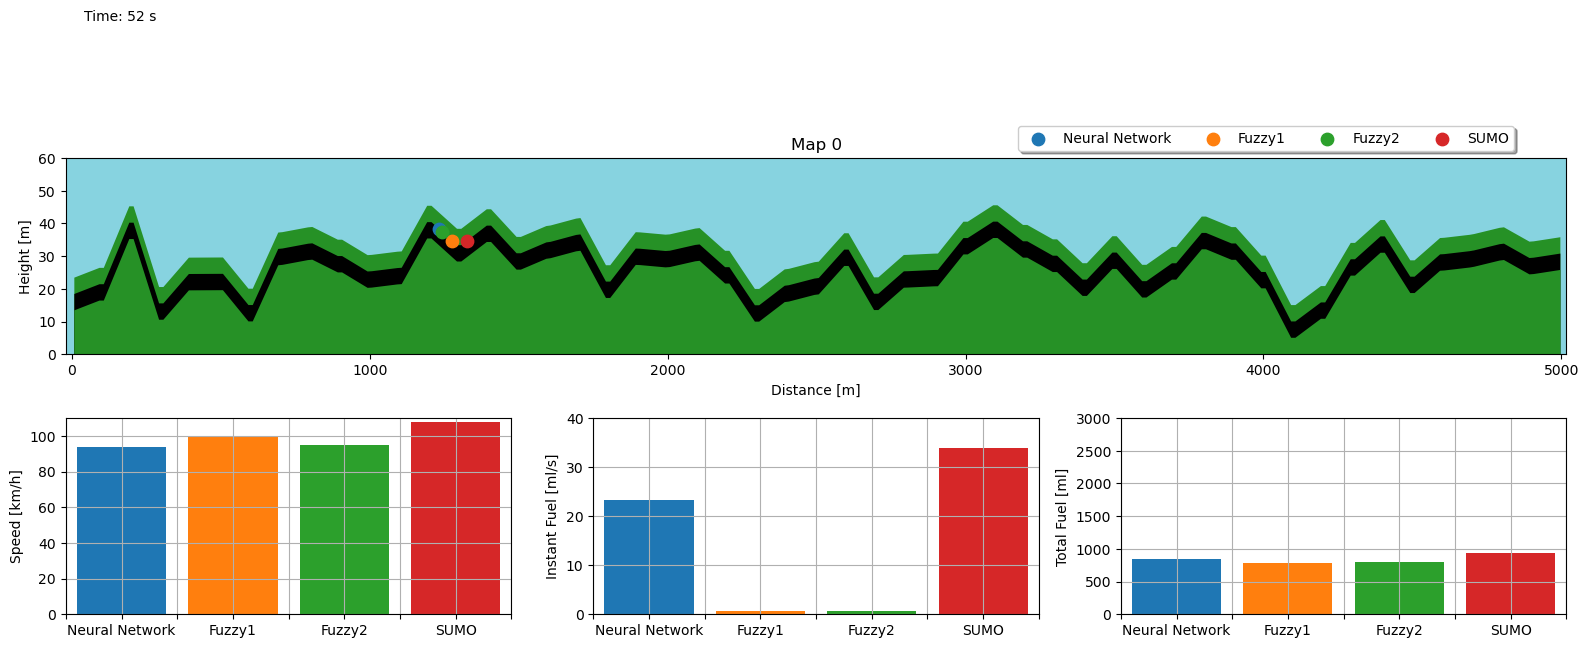 Time: 52 s
Neural Network Fuzzy1 Fuzzy2 SUMO
Map 0
Height [m]
60
50
40
30
20
10
0
0 1000 2000 3000 4000 5000
Distance [m]
Speed [km/h]
100
80
60
40
20
0
Neural Network Fuzzy1 Fuzzy2 SUMO
Instant Fuel [ml/s]
40
30
20
10
0
Neural Network Fuzzy1 Fuzzy2 SUMO
Total Fuel [ml]
3000
2500
2000
1500
1000
500
0
Neural Network Fuzzy1 Fuzzy2 SUMO